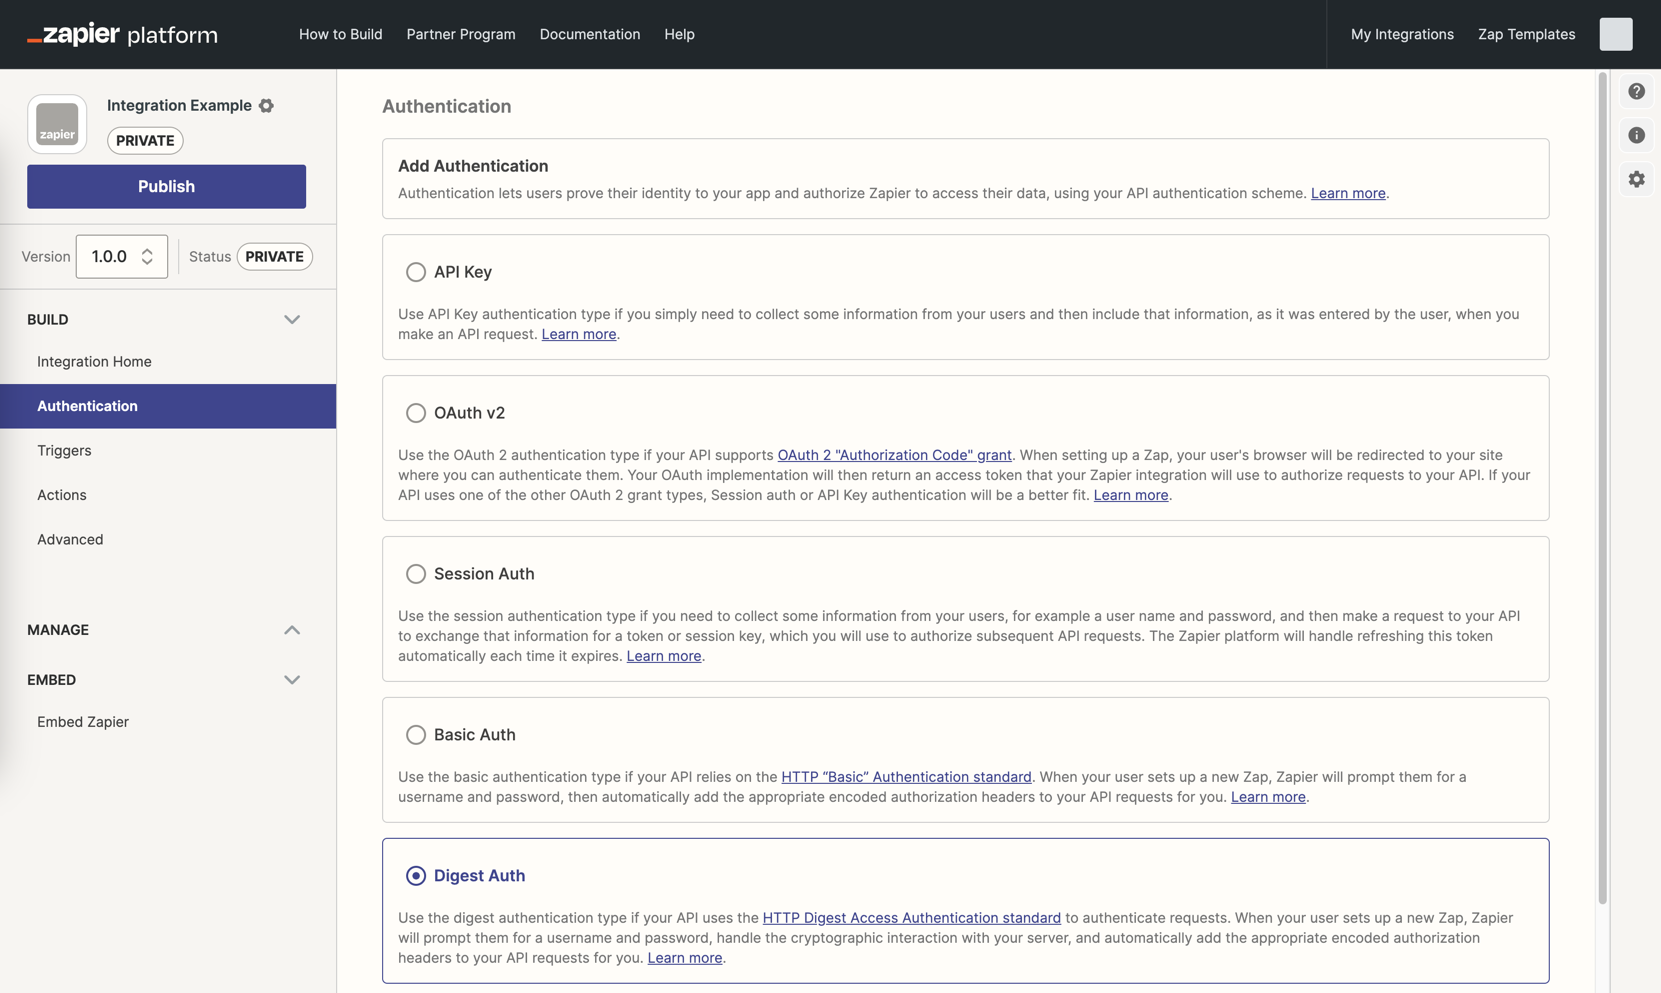 zapier platform
How to Build
Partner Program
Documentation
Help
My Integrations
Zap Templates
zapier
Integration Example
PRIVATE
Publish
Version
1.0.0
Status
PRIVATE
BUILD
Integration Home
Authentication
Triggers
Actions
Advanced
MANAGE
EMBED
Embed Zapier
Authentication
Add Authentication
Authentication lets users prove their identity to your app and authorize Zapier to access their data, using your API authentication scheme. Learn more.
API Key
Use API Key authentication type if you simply need to collect some information from your users and then include that information, as it was entered by the user, when you
make an API request. Learn more.
OAuth v2
Use the OAuth 2 authentication type if your API supports OAuth 2 "Authorization Code" grant. When setting up a Zap, your user's browser will be redirected to your site
where you can authenticate them. Your OAuth implementation will then return an access token that your Zapier integration will use to authorize requests to your API. If your
API uses one of the other OAuth 2 grant types, Session auth or API Key authentication will be a better fit. Learn more.
Session Auth
Use the session authentication type if you need to collect some information from your users, for example a user name and password, and then make a request to your API
to exchange that information for a token or session key, which you will use to authorize subsequent API requests. The Zapier platform will handle refreshing this token
automatically each time it expires. Learn more.
Basic Auth
Use the basic authentication type if your API relies on the HTTP “Basic” Authentication standard. When your user sets up a new Zap, Zapier will prompt them for a
username and password, then automatically add the appropriate encoded authorization headers to your API requests for you. Learn more.
Digest Auth
Use the digest authentication type if your API uses the HTTP Digest Access Authentication standard to authenticate requests. When your user sets up a new Zap, Zapier
will prompt them for a username and password, handle the cryptographic interaction with your server, and automatically add the appropriate encoded authorization
headers to your API requests for you. Learn more.